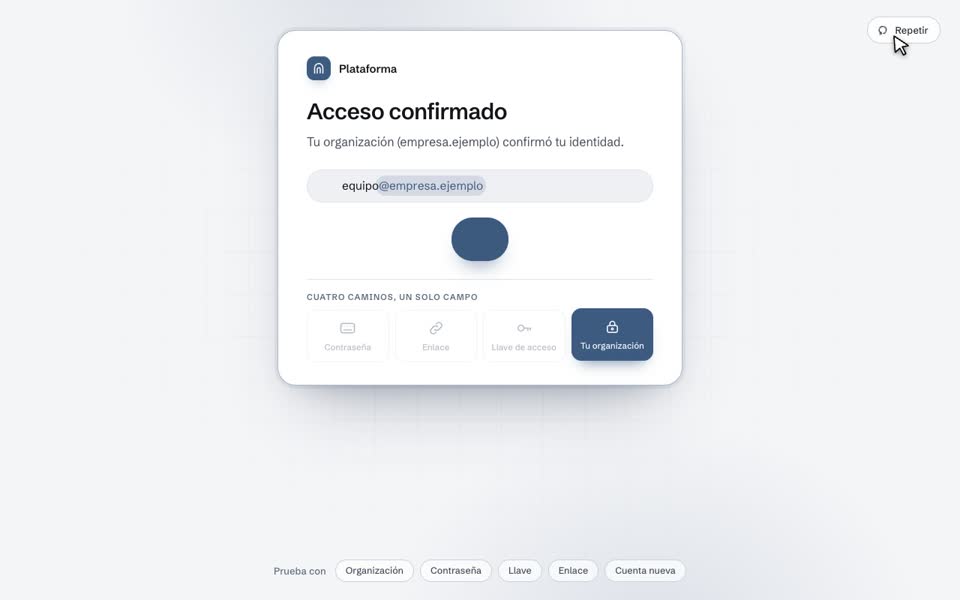 Repetir
Plataforma
Acceso confirmado
Tu organización (empresa.ejemplo) confirmó tu identidad.
equipo@empresa.ejemplo
CUATRO CAMINOS, UN SOLO CAMPO
Contraseña
Enlace
Llave de acceso
Tu organización
Prueba con
Organización
Contraseña
Llave
Enlace
Cuenta nueva